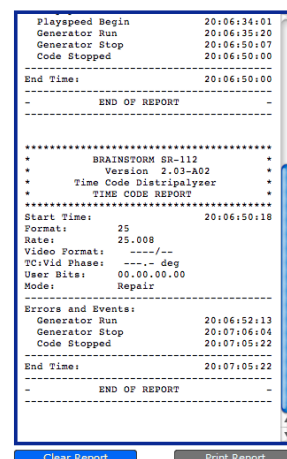 Playspeed Begin 20:06:34:01
Generator Run 20:06:35:20
Generator Stop 20:06:50:07
Code Stopped 20:06:50:00
----------------------------------------
End Time: 20:06:50:00
----------------------------------------
- END OF REPORT -
----------------------------------------
****************************************
* BRAINSTORM SR-112 *
* Version 2.03-A02 *
* Time Code Distripalyzer *
* TIME CODE REPORT *
****************************************
Start Time: 20:06:50:18
Format: 25
Rate: 25.008
Video Format: ----/--
TC:Vid Phase: ---.- deg
User Bits: 00.00.00.00
Mode: Repair
----------------------------------------
Errors and Events:
Generator Run 20:06:52:13
Generator Stop 20:07:06:04
Code Stopped 20:07:05:22
----------------------------------------
End Time: 20:07:05:22
----------------------------------------
- END OF REPORT -
----------------------------------------
Clear Report Print Report